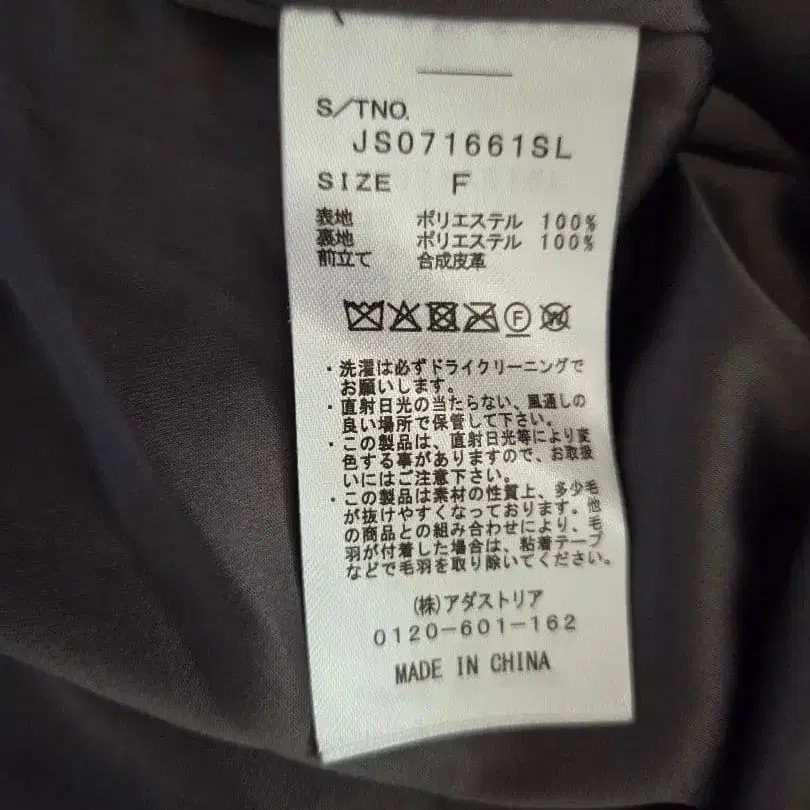 S/TNO.
JS071661SL
SIZE F
表地 ポリエステル 100%
裏地 ポリエステル 100%
前立て 合成皮革
F W
・洗濯は必ずドライクリーニングで
お願いします。
・直射日光の当たらない、風通しの
良い場所で保管して下さい。
・この製品は、直射日光等により変
色する事がありますので、お取扱
いにはご注意下さい。
・この製品は素材の性質上、多少毛
が抜けやすくなっております。他
の商品との組み合わせにより、毛
羽が付着した場合は、粘着テープ
などで毛羽を取り除いてください。
(株)アダストリア
0120-601-162
MADE IN CHINA